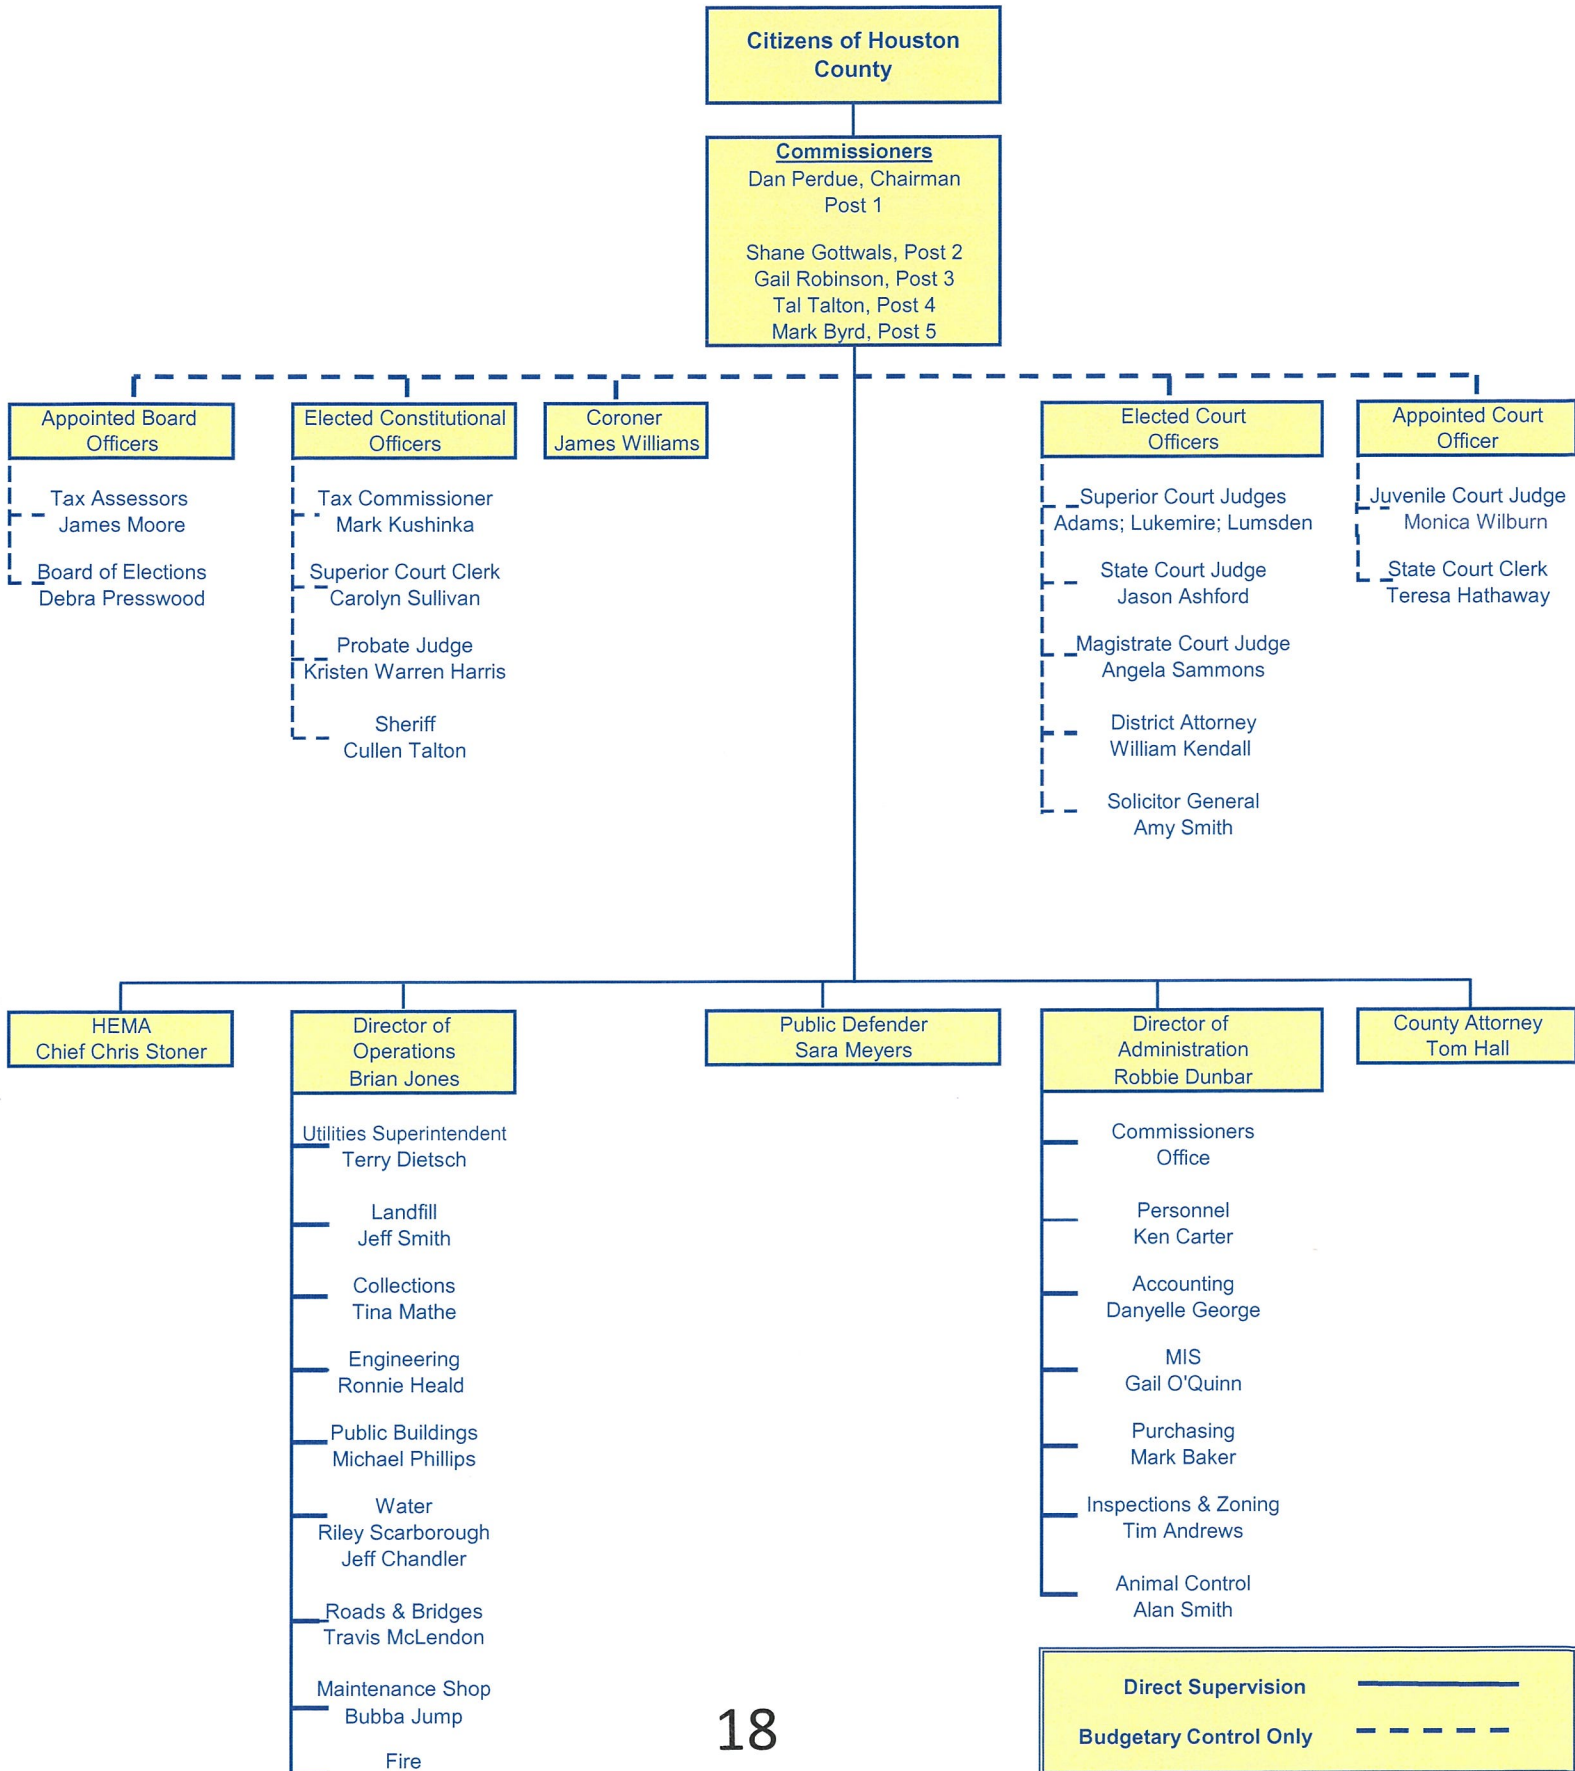 Citizens of Houston
County
Commissioners
Dan Perdue, Chairman
Post 1
Shane Gottwals, Post 2
Gail Robinson, Post 3
Tal Talton, Post 4
Mark Byrd, Post 5
Appointed Board
Officers
Tax Assessors
James Moore
Board of Elections
Debra Presswood
Elected Constitutional
Officers
Tax Commissioner
Mark Kushinka
Superior Court Clerk
Carolyn Sullivan
Probate Judge
Kristen Warren Harris
Sheriff
Cullen Talton
Coroner
James Williams
Elected Court
Officers
Superior Court Judges
Adams; Lukemire; Lumsden
State Court Judge
Jason Ashford
Magistrate Court Judge
Angela Sammons
District Attorney
William Kendall
Solicitor General
Amy Smith
Appointed Court
Officer
Juvenile Court Judge
Monica Wilburn
State Court Clerk
Teresa Hathaway
HEMA
Chief Chris Stoner
Director of
Operations
Brian Jones
Utilities Superintendent
Terry Dietsch
Landfill
Jeff Smith
Collections
Tina Mathe
Engineering
Ronnie Heald
Public Buildings
Michael Phillips
Water
Riley Scarborough
Jeff Chandler
Roads & Bridges
Travis McLendon
Maintenance Shop
Bubba Jump
Fire
Public Defender
Sara Meyers
Director of
Administration
Robbie Dunbar
Commissioners
Office
Personnel
Ken Carter
Accounting
Danyelle George
MIS
Gail O'Quinn
Purchasing
Mark Baker
Inspections & Zoning
Tim Andrews
Animal Control
Alan Smith
County Attorney
Tom Hall
Direct Supervision
Budgetary Control Only
18